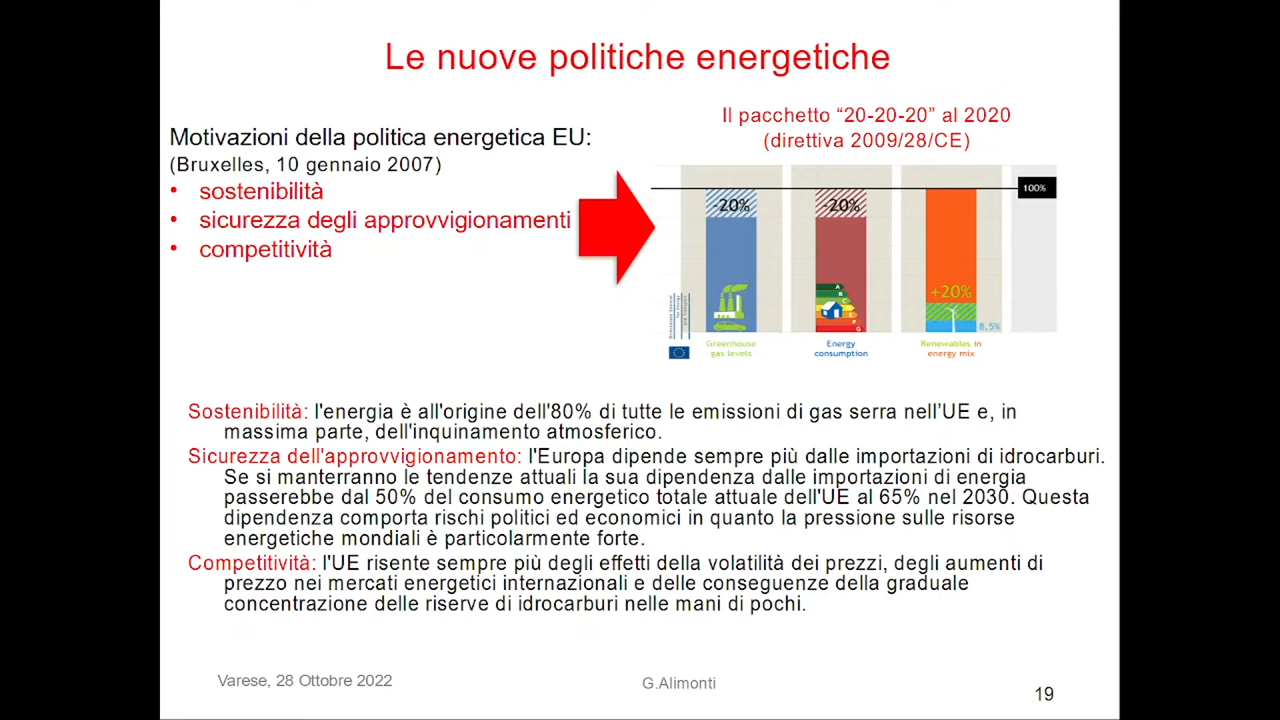 Le nuove politiche energetiche
Motivazioni della politica energetica EU:
(Bruxelles, 10 gennaio 2007)
• sostenibilità
• sicurezza degli approvvigionamenti
• competitività
Il pacchetto “20-20-20” al 2020
(direttiva 2009/28/CE)
100%
-20%
-20%
+20%
8,5%
A
B
C
E
F
G
Greenhouse
gas levels
Energy
consumption
Renewables in
energy mix
Sostenibilità: l'energia è all'origine dell'80% di tutte le emissioni di gas serra nell’UE e, in
massima parte, dell'inquinamento atmosferico.
Sicurezza dell'approvvigionamento: l'Europa dipende sempre più dalle importazioni di idrocarburi.
Se si manterranno le tendenze attuali la sua dipendenza dalle importazioni di energia
passerebbe dal 50% del consumo energetico totale attuale dell'UE al 65% nel 2030. Questa
dipendenza comporta rischi politici ed economici in quanto la pressione sulle risorse
energetiche mondiali è particolarmente forte.
Competitività: l'UE risente sempre più degli effetti della volatilità dei prezzi, degli aumenti di
prezzo nei mercati energetici internazionali e delle conseguenze della graduale
concentrazione delle riserve di idrocarburi nelle mani di pochi.
Varese, 28 Ottobre 2022
G.Alimonti
19